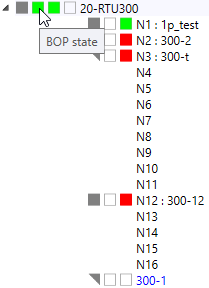 20-RTU300
N1 : 1p_test
BOP state
N2 : 300-2
N3 : 300-t
N4
N5
N6
N7
N8
N9
N10
N11
N12 : 300-12
N13
N14
N15
N16
300-1